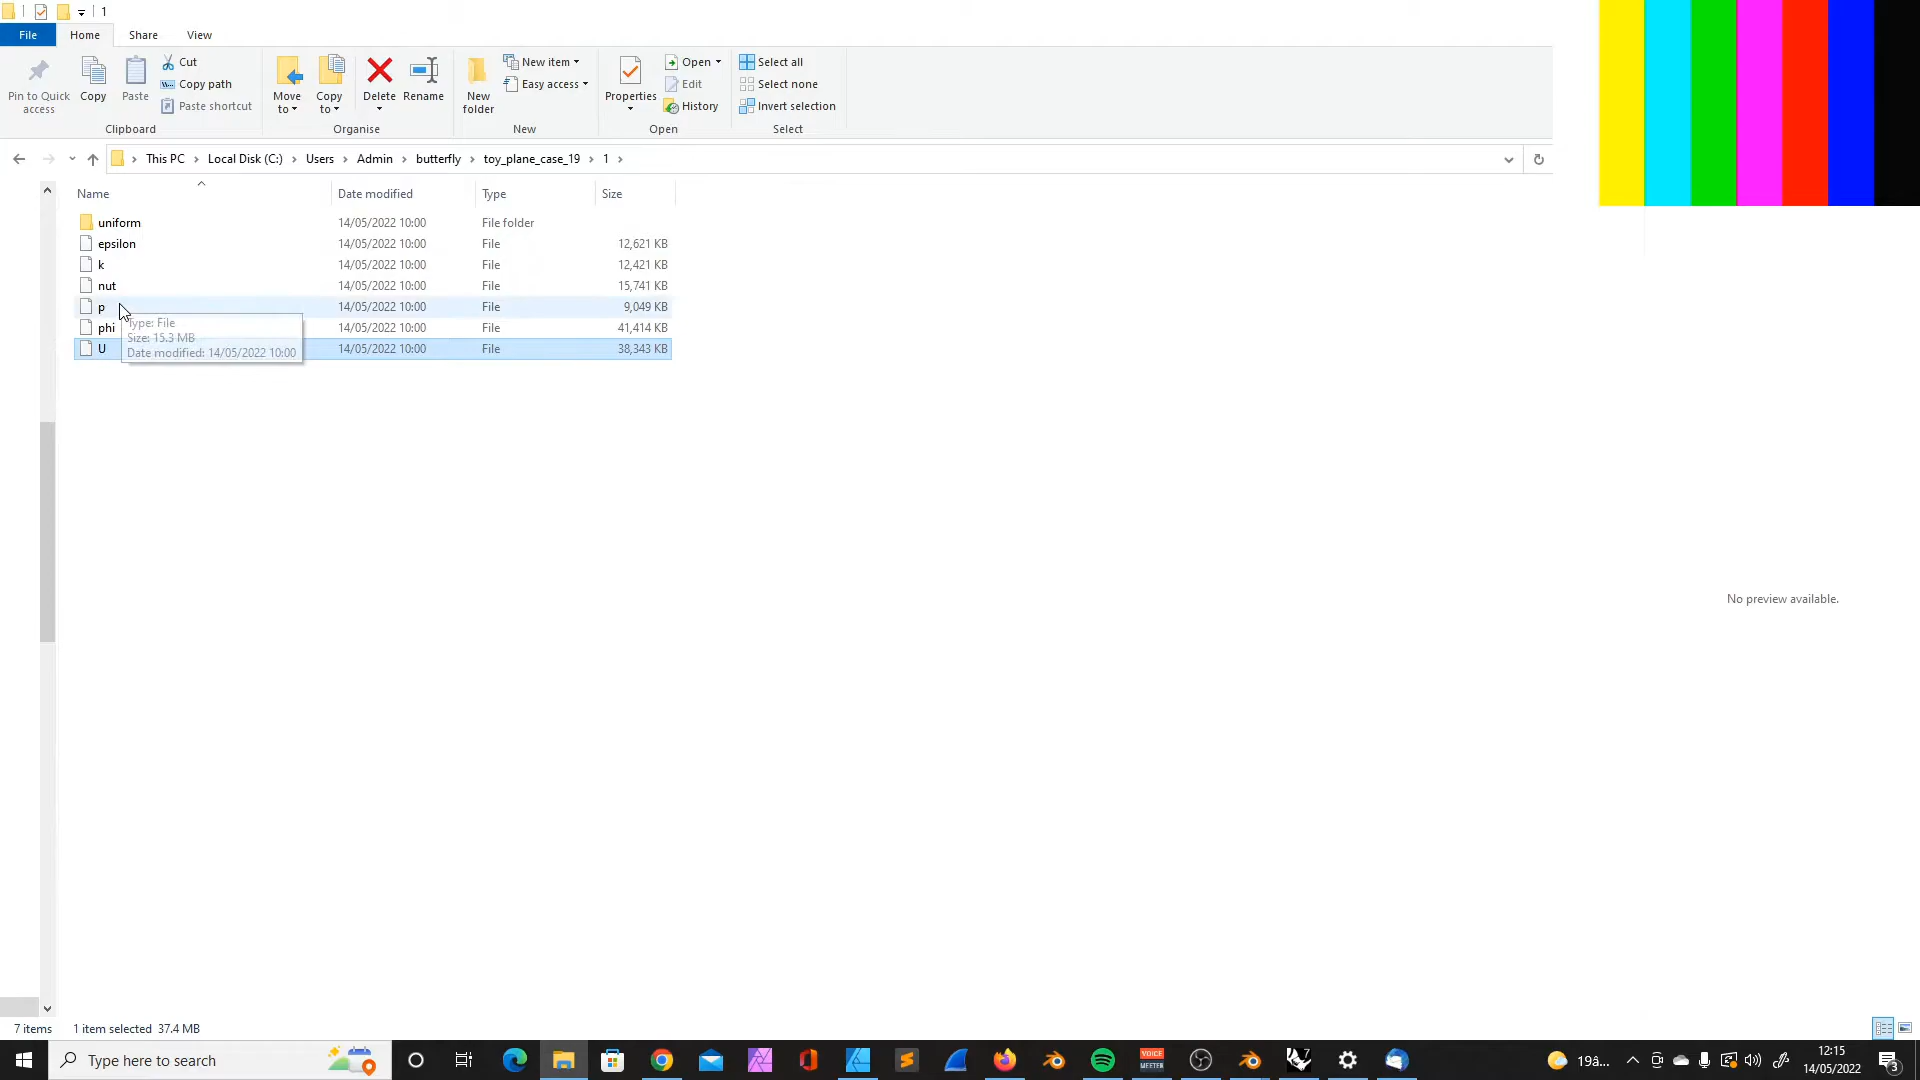 1
File Home Share View
Pin to Quick access
Copy
Paste
Cut
Copy path
Paste shortcut
Clipboard
Move to
Copy to
Delete
Rename
Organise
New folder
New item
Easy access
New
Properties
Open
Edit
History
Open
Select all
Select none
Invert selection
Select
This PC Local Disk (C:) Users Admin butterfly toy_plane_case_19 1
Name Date modified Type Size
uniform 14/05/2022 10:00 File folder
epsilon 14/05/2022 10:00 File 12,621 KB
k 14/05/2022 10:00 File 12,421 KB
nut 14/05/2022 10:00 File 15,741 KB
p 14/05/2022 10:00 File 9,049 KB
phi 14/05/2022 10:00 File 41,414 KB
U 14/05/2022 10:00 File 38,343 KB
Type: File
Size: 15.3 MB
Date modified: 14/05/2022 10:00
No preview available.
7 items 1 item selected 37.4 MB
Type here to search
VOICE MEETER
19â...
12:15
14/05/2022
3